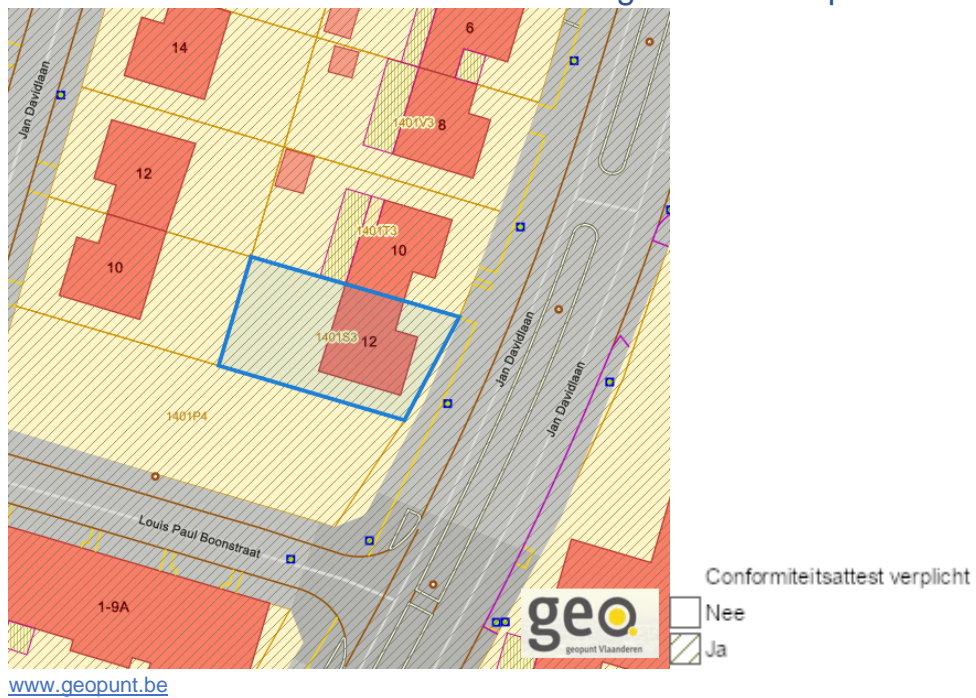 6
14
Jan Davidlaan
1401V3
8
12
1401T3
10
10
1401S3
12
Jan Davidlaan
Jan Davidlaan
1401P4
Louis Paul Boonstraat
1-9A
geo.
geopunt Vlaanderen
Conformiteitsattest verplicht
Nee
Ja
www.geopunt.be